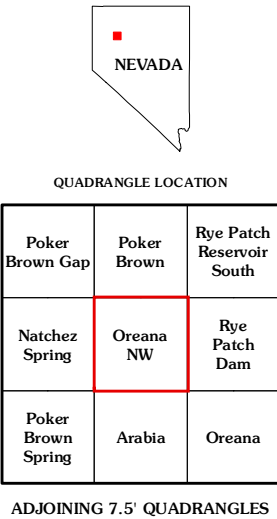 NEVADA
QUADRANGLE LOCATION
Poker
Brown Gap
Poker
Brown
Rye Patch
Reservoir
South
Natchez
Spring
Oreana
NW
Rye
Patch
Dam
Poker
Brown
Spring
Arabia
Oreana
ADJOINING 7.5' QUADRANGLES